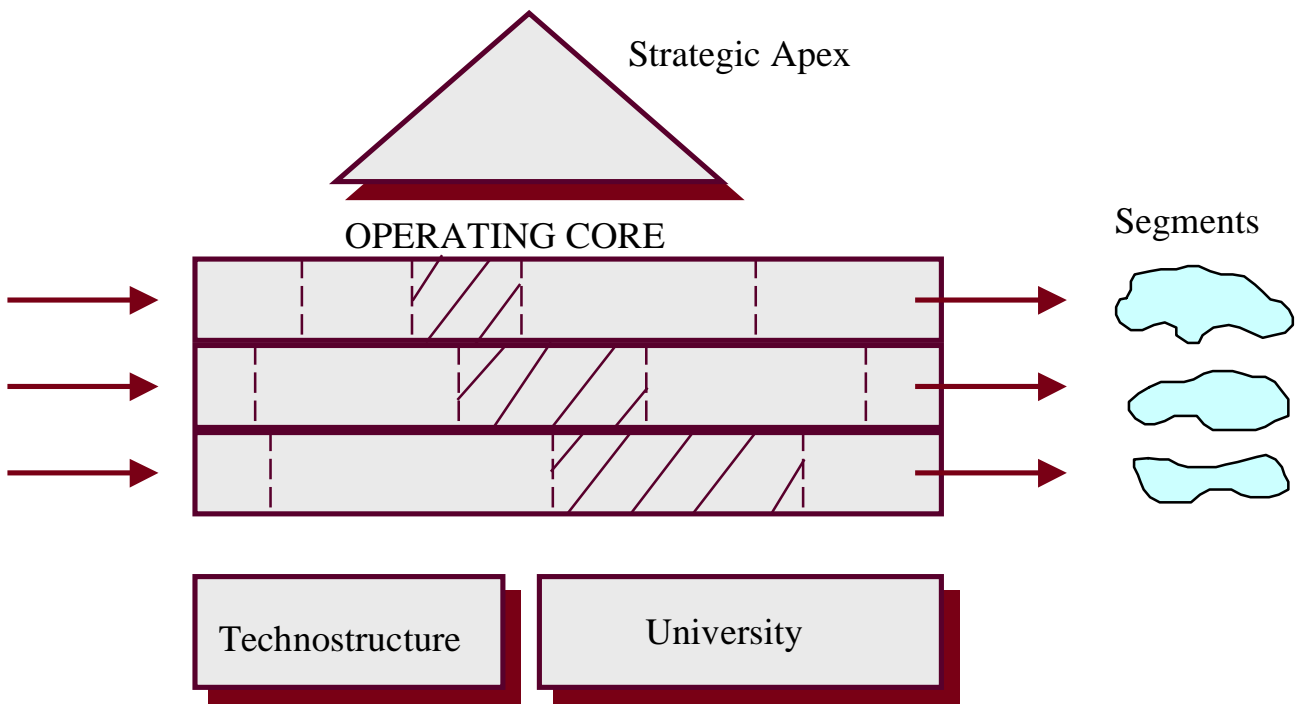 Strategic Apex
OPERATING CORE
Segments
Technostructure
University